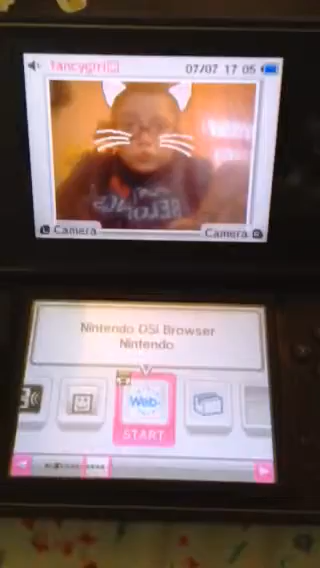 fancygrrl
07/07 17:05
L Camera
Camera R
Nintendo DSi Browser
Nintendo
Web
START